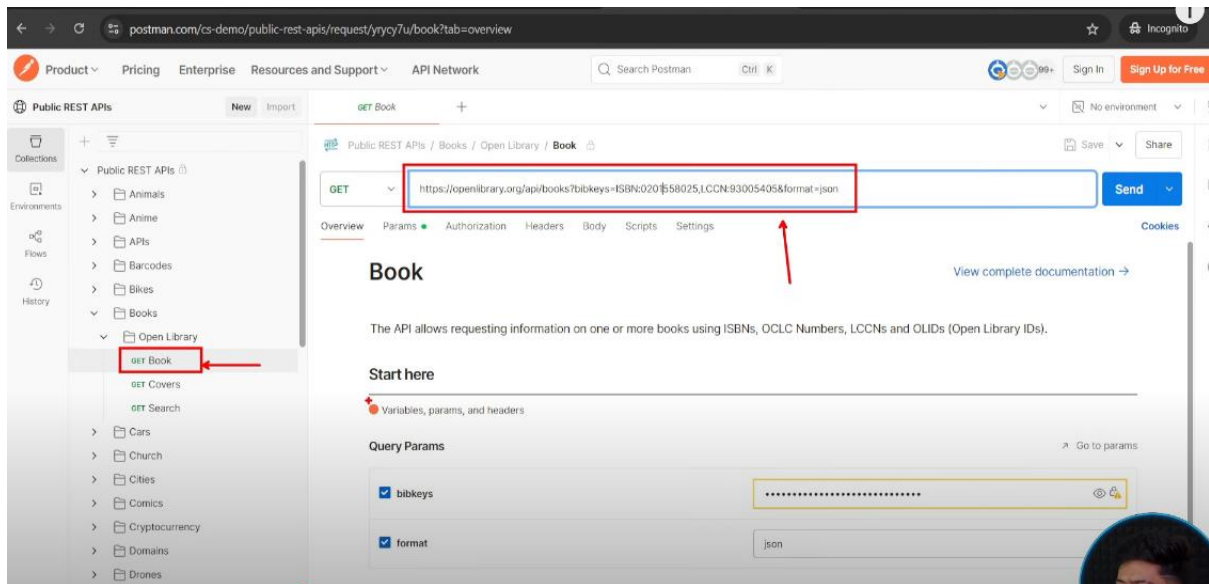 postman.com/cs-demo/public-rest-apis/request/yrycy7u/book?tab=overview
Incognito
Product Pricing Enterprise Resources and Support API Network
Search Postman Ctrl K
99+ Sign In Sign Up for Free
Public REST APIs New Import
GET Book
No environment
Collections
Environments
Flows
History
Public REST APIs
Animals
Anime
APIs
Barcodes
Bikes
Books
Open Library
GET Book
GET Covers
GET Search
Cars
Church
Cities
Comics
Cryptocurrency
Domains
Drones
Public REST APIs / Books / Open Library / Book
Save Share
GET
https://openlibrary.org/api/books?bibkeys=ISBN:0201558025,LCCN:93005405&format=json
Send
Overview Params Authorization Headers Body Scripts Settings Cookies
Book
View complete documentation →
The API allows requesting information on one or more books using ISBNs, OCLC Numbers, LCCNs and OLIDs (Open Library IDs).
Start here
Variables, params, and headers
Query Params
Go to params
bibkeys ••••••••••••••••••••••••••••••
format json